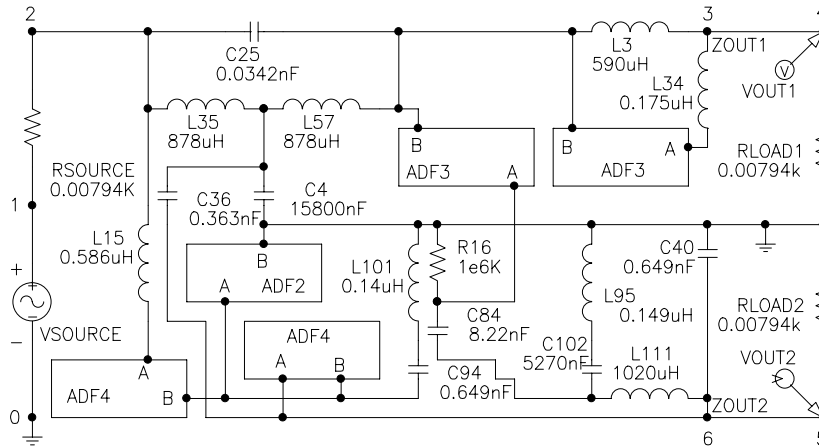 2
C25
0.0342nF
L3
590uH
3
ZOUT1
4
V
VOUT1
L34
0.175uH
L35
878uH
L57
878uH
B
ADF3
A
B
ADF3
A
RSOURCE
0.00794K
RLOAD1
0.00794k
1
C36
0.363nF
C4
15800nF
L15
0.586uH
B
A
ADF2
L101
0.14uH
R16
1e6K
C40
0.649nF
L95
0.149uH
RLOAD2
0.00794k
+
+
−
−
VSOURCE
ADF4
A
B
C84
8.22nF
C102
5270nF
L111
1020uH
VOUT2
V
A
ADF4
B
C94
0.649nF
ZOUT2
0
6
5